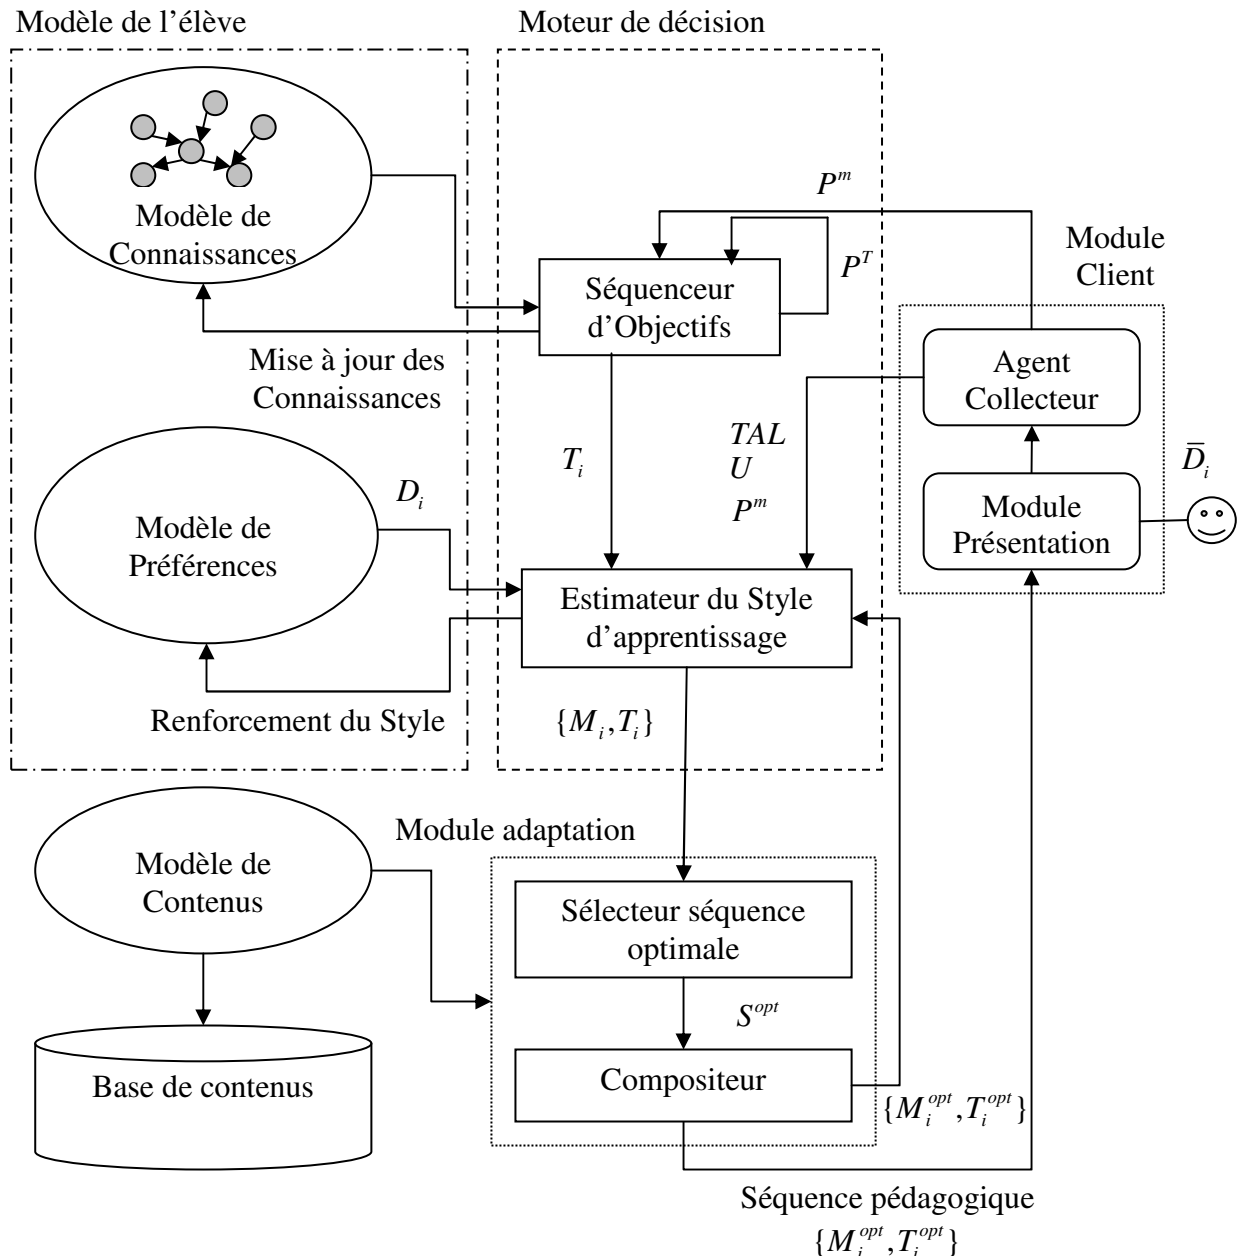 Modèle de l’élève
Moteur de décision
Modèle de
Connaissances
P^m
Module
Client
P^T
Séquenceur
d’Objectifs
Mise à jour des
Connaissances
Agent
Collecteur
TAL
U
P^m
T_i
D_i
D̅_i
Modèle de
Préférences
Module
Présentation
Estimateur du Style
d’apprentissage
Renforcement du Style
{M_i,T_i}
Module adaptation
Modèle de
Contenus
Sélecteur séquence
optimale
S^opt
Base de contenus
Compositeur
{M_i^opt,T_i^opt}
Séquence pédagogique
{M_i^opt,T_i^opt}